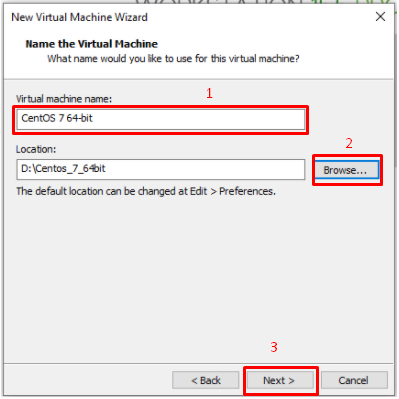 New Virtual Machine Wizard
Name the Virtual Machine
What name would you like to use for this virtual machine?
1
Virtual machine name:
CentOS 7 64-bit
Location:
2
D:\Centos_7_64bit
Browse...
The default location can be changed at Edit > Preferences.
3
< Back
Next >
Cancel